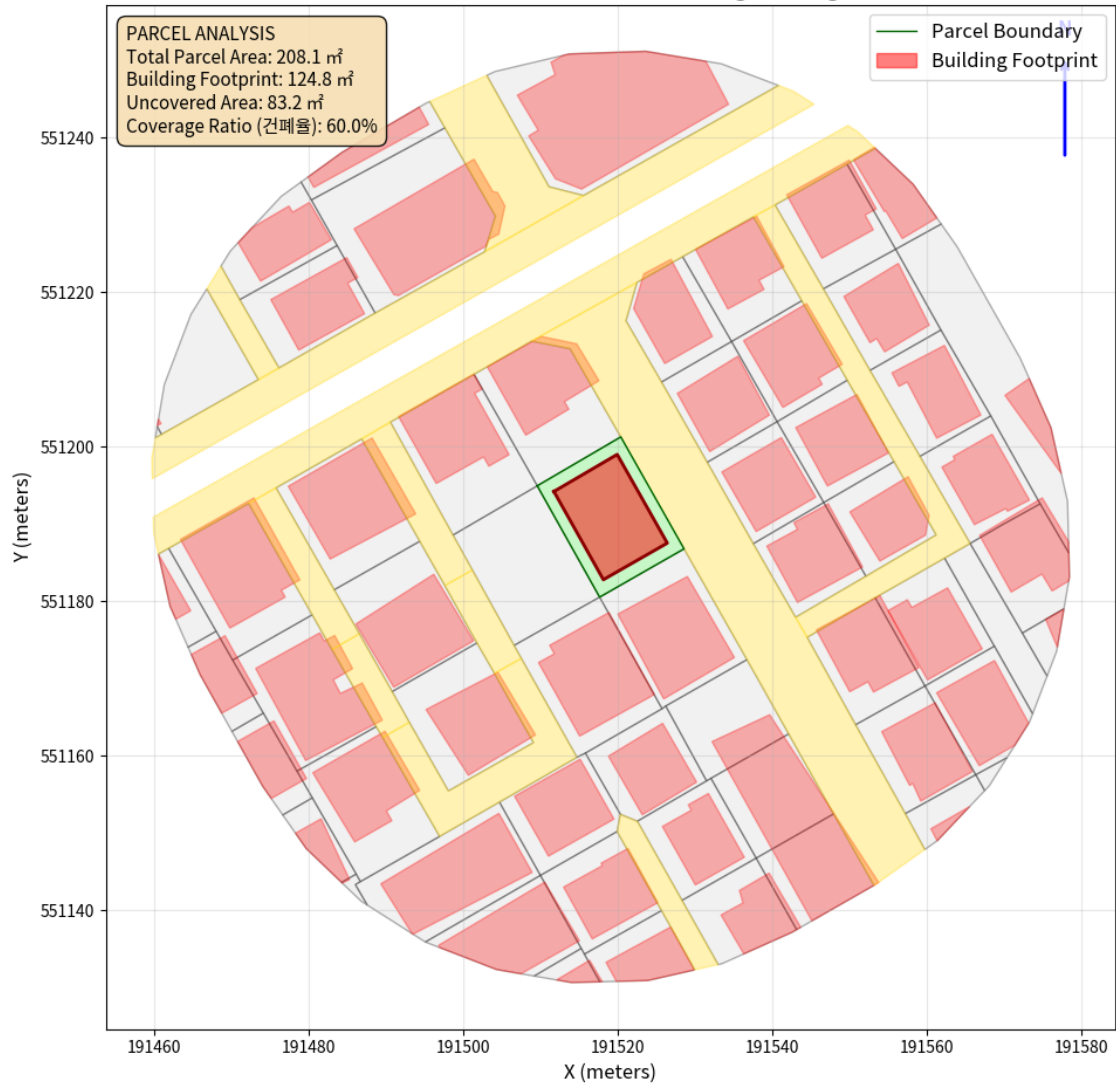 PARCEL ANALYSIS
Total Parcel Area: 208.1 ㎡
Building Footprint: 124.8 ㎡
Uncovered Area: 83.2 ㎡
Coverage Ratio (건폐율): 60.0%
N
Parcel Boundary
Building Footprint
551240
551220
551200
551180
551160
551140
Y (meters)
191460
191480
191500
191520
191540
191560
191580
X (meters)